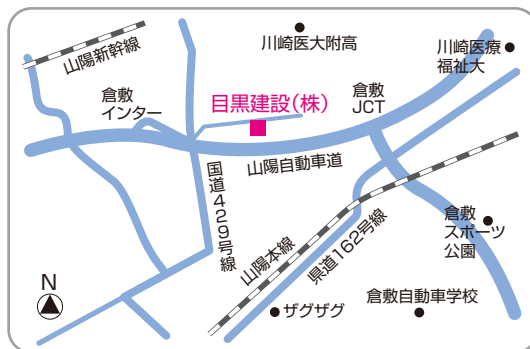 山陽新幹線
川崎医大附高
川崎医療
福祉大
倉敷
インター
目黒建設(株)
倉敷
JCT
山陽自動車道
国道429号線
山陽本線
県道162号線
倉敷
スポーツ
公園
N
ザグザグ
倉敷自動車学校